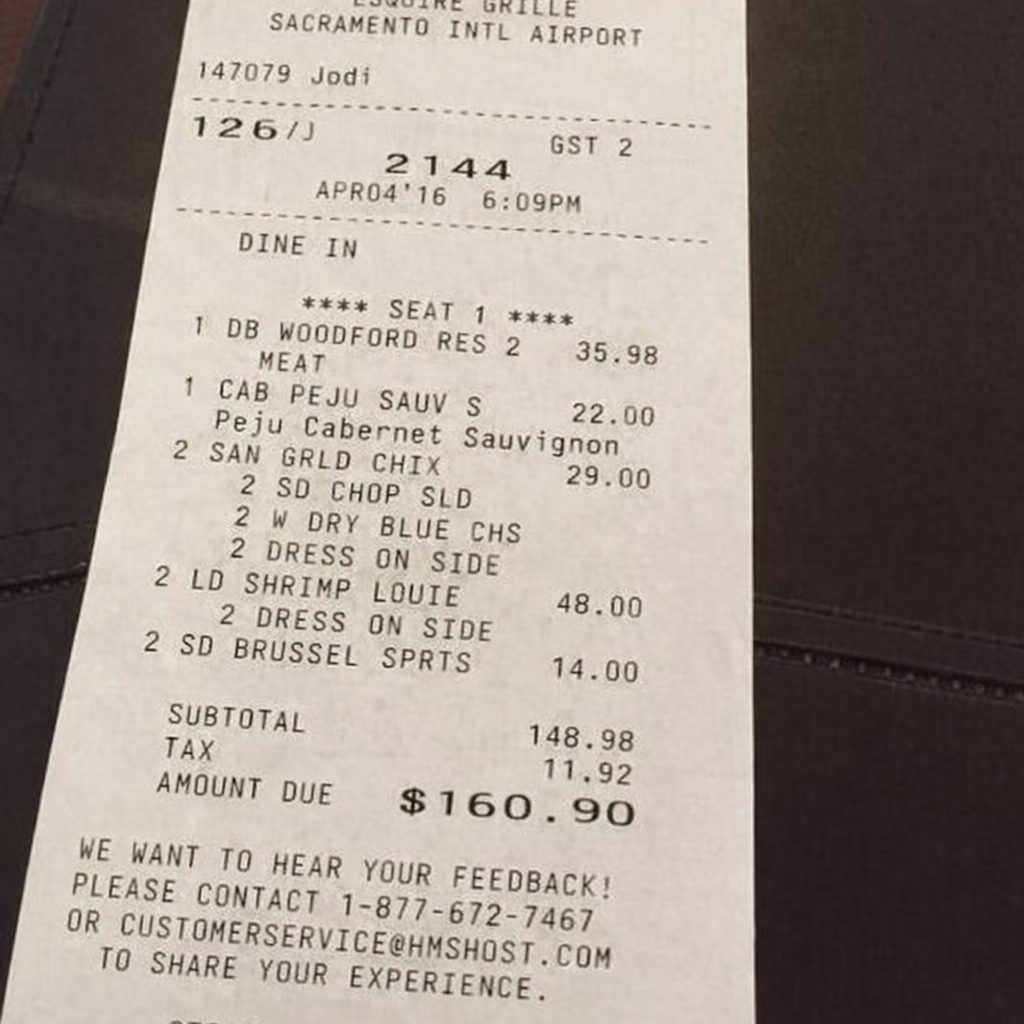 ESQUIRE GRILLE
SACRAMENTO INTL AIRPORT
147079 Jodi
126/J GST 2
2144
APR04'16 6:09PM
DINE IN
**** SEAT 1 ****
1 DB WOODFORD RES 2 35.98
MEAT
1 CAB PEJU SAUV S 22.00
Peju Cabernet Sauvignon
2 SAN GRLD CHIX 29.00
2 SD CHOP SLD
2 W DRY BLUE CHS
2 DRESS ON SIDE
2 LD SHRIMP LOUIE 48.00
2 DRESS ON SIDE
2 SD BRUSSEL SPRTS 14.00
SUBTOTAL 148.98
TAX 11.92
AMOUNT DUE $160.90
WE WANT TO HEAR YOUR FEEDBACK!
PLEASE CONTACT 1-877-672-7467
OR CUSTOMERSERVICE@HMSHOST.COM
TO SHARE YOUR EXPERIENCE.